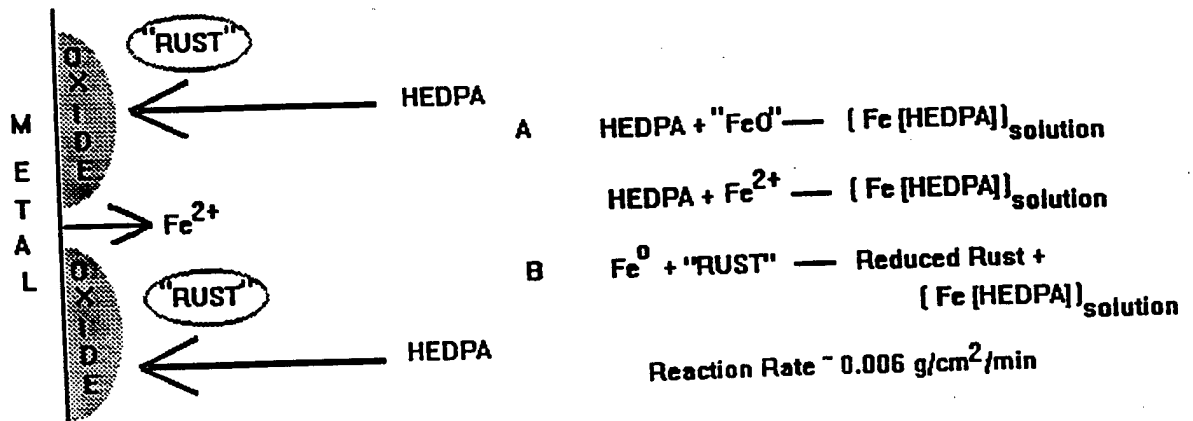 METAL
OXIDE
"RUST"
HEDPA
Fe2+
OXIDE
"RUST"
HEDPA
A HEDPA + "FeO" — [ Fe [HEDPA]]solution
HEDPA + Fe2+ — [ Fe [HEDPA]]solution
B Fe0 + "RUST" — Reduced Rust +
[ Fe [HEDPA]]solution
Reaction Rate ~ 0.006 g/cm2/min